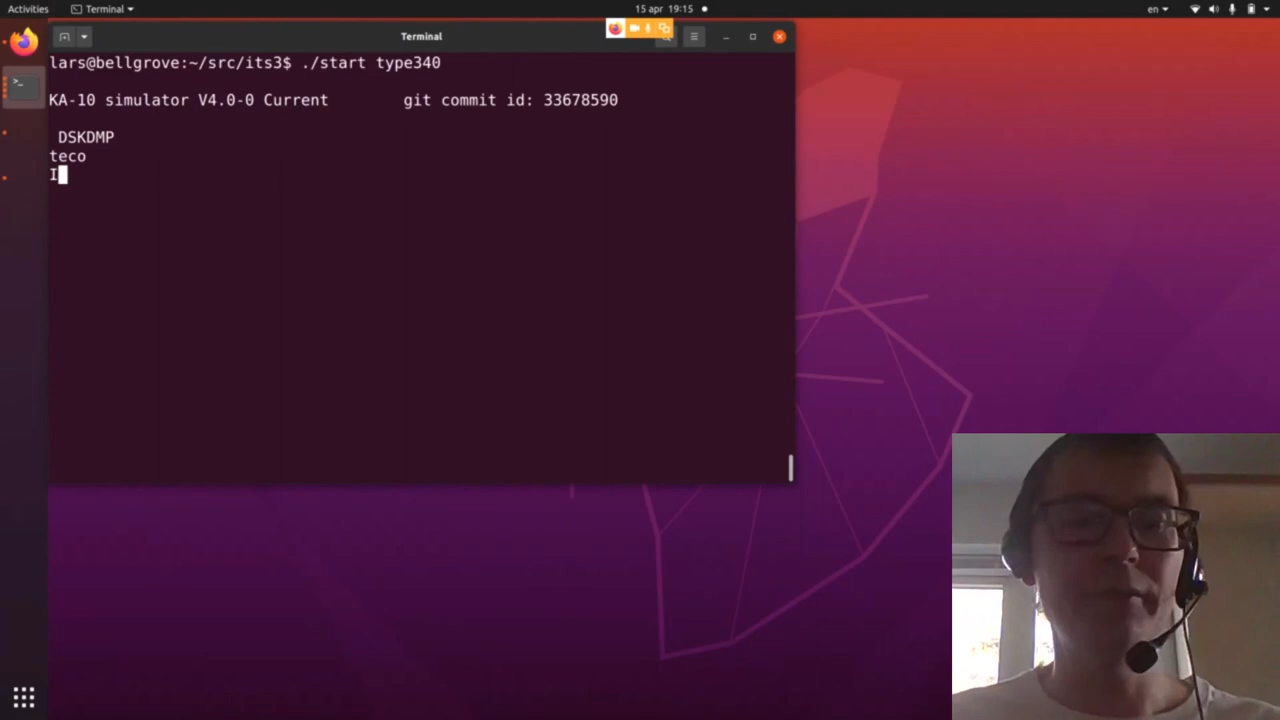 Activities
Terminal
15 apr 19:15
en
Terminal
lars@bellgrove:~/src/its3$ ./start type340
KA-10 simulator V4.0-0 Current git commit id: 33678590
DSKDMP
teco
I